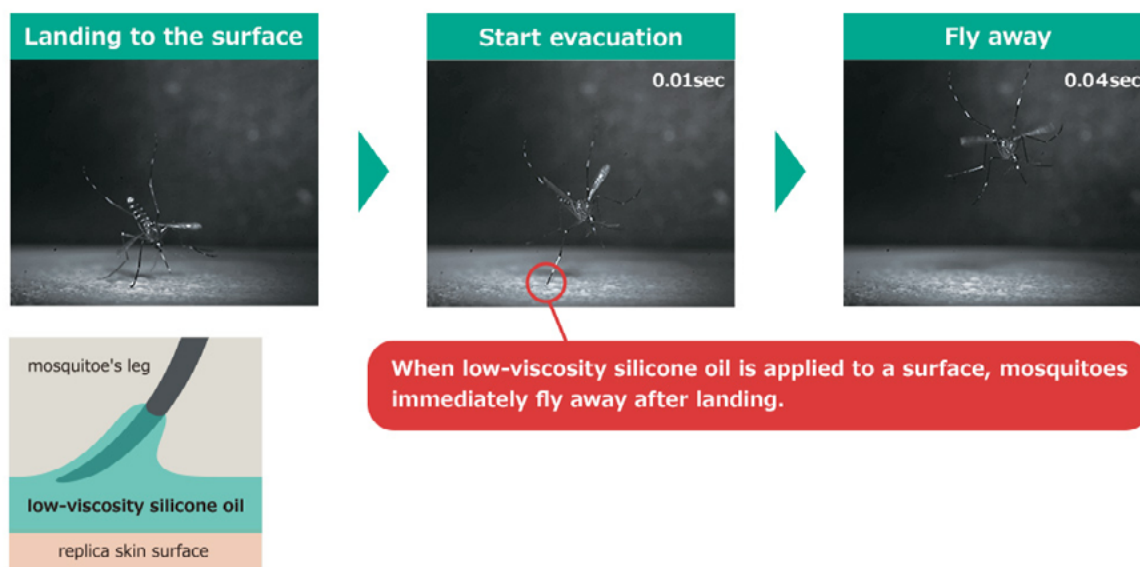 Landing to the surface
Start evacuation
Fly away
0.01sec
0.04sec
When low-viscosity silicone oil is applied to a surface, mosquitoes
immediately fly away after landing.
mosquitoe's leg
low-viscosity silicone oil
replica skin surface